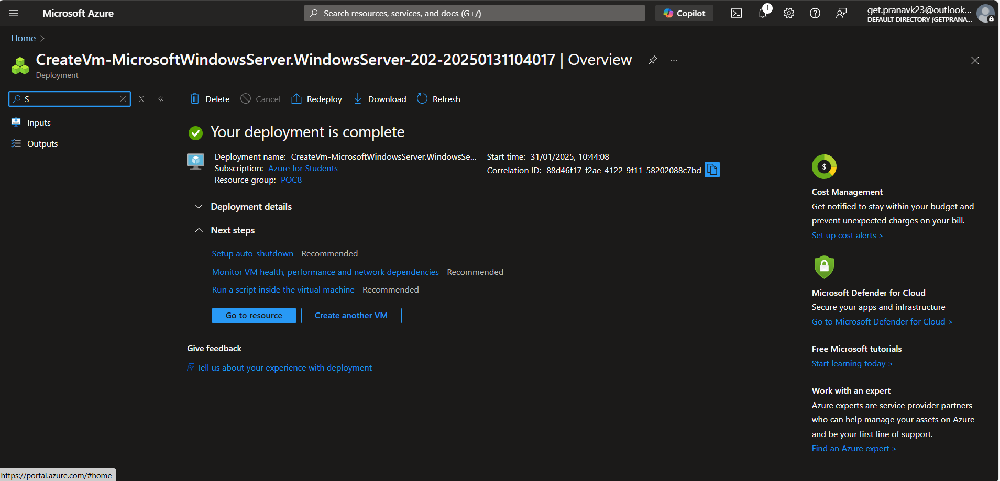 Microsoft Azure
Search resources, services, and docs (G+/)
Copilot
1
get.pranavk23@outlook...
DEFAULT DIRECTORY (GETPRANA...
Home >
CreateVm-MicrosoftWindowsServer.WindowsServer-202-20250131104017 | Overview
Deployment
S
Delete
Cancel
Redeploy
Download
Refresh
Inputs
Outputs
Your deployment is complete
Deployment name: CreateVm-MicrosoftWindowsServer.WindowsSe...
Subscription: Azure for Students
Resource group: POC8
Start time: 31/01/2025, 10:44:08
Correlation ID: 88d46f17-f2ae-4122-9f11-58202088c7bd
Deployment details
Next steps
Setup auto-shutdown Recommended
Monitor VM health, performance and network dependencies Recommended
Run a script inside the virtual machine Recommended
Go to resource
Create another VM
Give feedback
Tell us about your experience with deployment
$
Cost Management
Get notified to stay within your budget and
prevent unexpected charges on your bill.
Set up cost alerts >
Microsoft Defender for Cloud
Secure your apps and infrastructure
Go to Microsoft Defender for Cloud >
Free Microsoft tutorials
Start learning today >
Work with an expert
Azure experts are service provider partners
who can help manage your assets on Azure
and be your first line of support.
Find an Azure expert >
https://portal.azure.com/#home